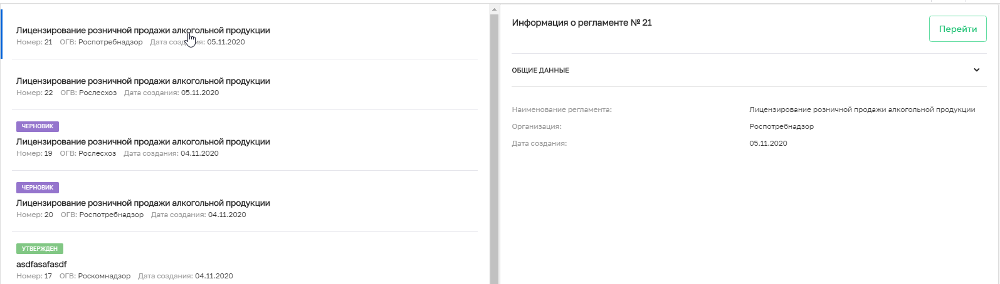 Лицензирование розничной продажи алкогольной продукции
Номер: 21 ОГВ: Роспотребнадзор Дата создания: 05.11.2020
Лицензирование розничной продажи алкогольной продукции
Номер: 22 ОГВ: Рослесхоз Дата создания: 05.11.2020
ЧЕРНОВИК
Лицензирование розничной продажи алкогольной продукции
Номер: 19 ОГВ: Рослесхоз Дата создания: 04.11.2020
ЧЕРНОВИК
Лицензирование розничной продажи алкогольной продукции
Номер: 20 ОГВ: Роспотребнадзор Дата создания: 04.11.2020
УТВЕРЖДЕН
asdfasafasdf
Номер: 17 ОГВ: Роскомнадзор Дата создания: 04.11.2020
Информация о регламенте № 21
Перейти
ОБЩИЕ ДАННЫЕ
Наименование регламента: Лицензирование розничной продажи алкогольной продукции
Организация: Роспотребнадзор
Дата создания: 05.11.2020